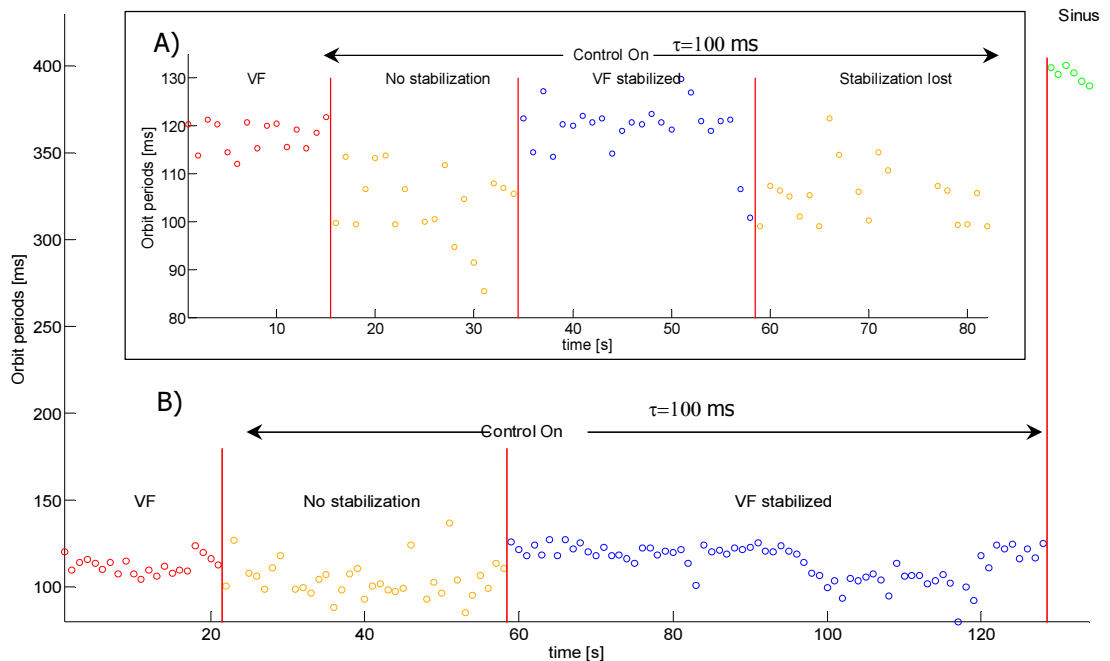 Sinus
A)
τ=100 ms
Control On
VF
No stabilization
VF stabilized
Stabilization lost
130
120
110
100
90
80
Orbit periods [ms]
10
20
30
40
50
60
70
80
time [s]
400
350
300
250
200
150
100
Orbit periods [ms]
B)
τ=100 ms
Control On
VF
No stabilization
VF stabilized
20
40
60
80
100
120
time [s]